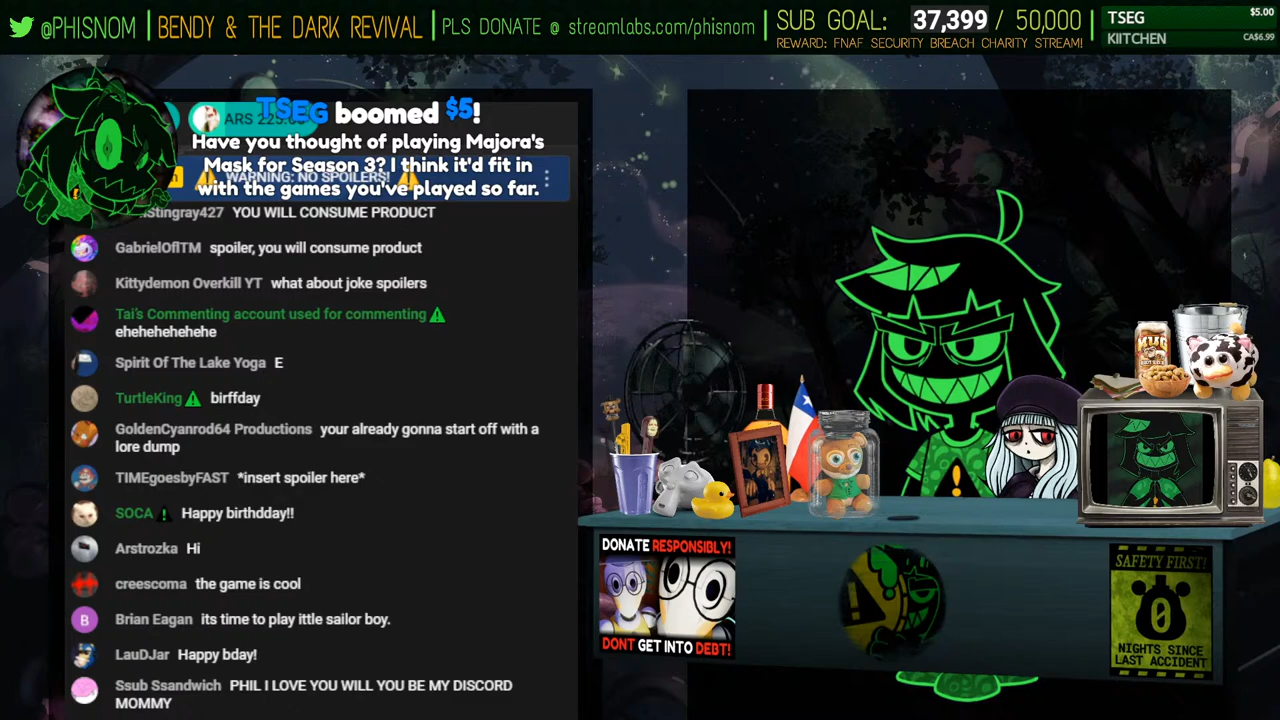 @PHISNOM | BENDY & THE DARK REVIVAL | PLS DONATE @ streamlabs.com/phisnom | SUB GOAL: 37,399 / 50,000
REWARD: FNAF SECURITY BREACH CHARITY STREAM!
TSEG $5.00
KIITCHEN CA$6.99
TSEG boomed $5!
Have you thought of playing Majora's
Mask for Season 3? I think it'd fit in
with the games you've played so far.
WARNING: NO SPOILERS!
stingray427 YOU WILL CONSUME PRODUCT
GabrielOfITM spoiler, you will consume product
Kittydemon Overkill YT what about joke spoilers
Tai's Commenting account used for commenting
ehehehehehehe
Spirit Of The Lake Yoga E
TurtleKing birffday
GoldenCyanrod64 Productions your already gonna start off with a
lore dump
TIMEgoesbyFAST *insert spoiler here*
SOCA Happy birthdday!!
Arstrozka Hi
creescoma the game is cool
B Brian Eagan its time to play ittle sailor boy.
LauDJar Happy bday!
Ssub Ssandwich PHIL I LOVE YOU WILL YOU BE MY DISCORD
MOMMY
MUG
DONATE RESPONSIBLY!
DONT GET INTO DEBT!
SAFETY FIRST!
0
NIGHTS SINCE
LAST ACCIDENT